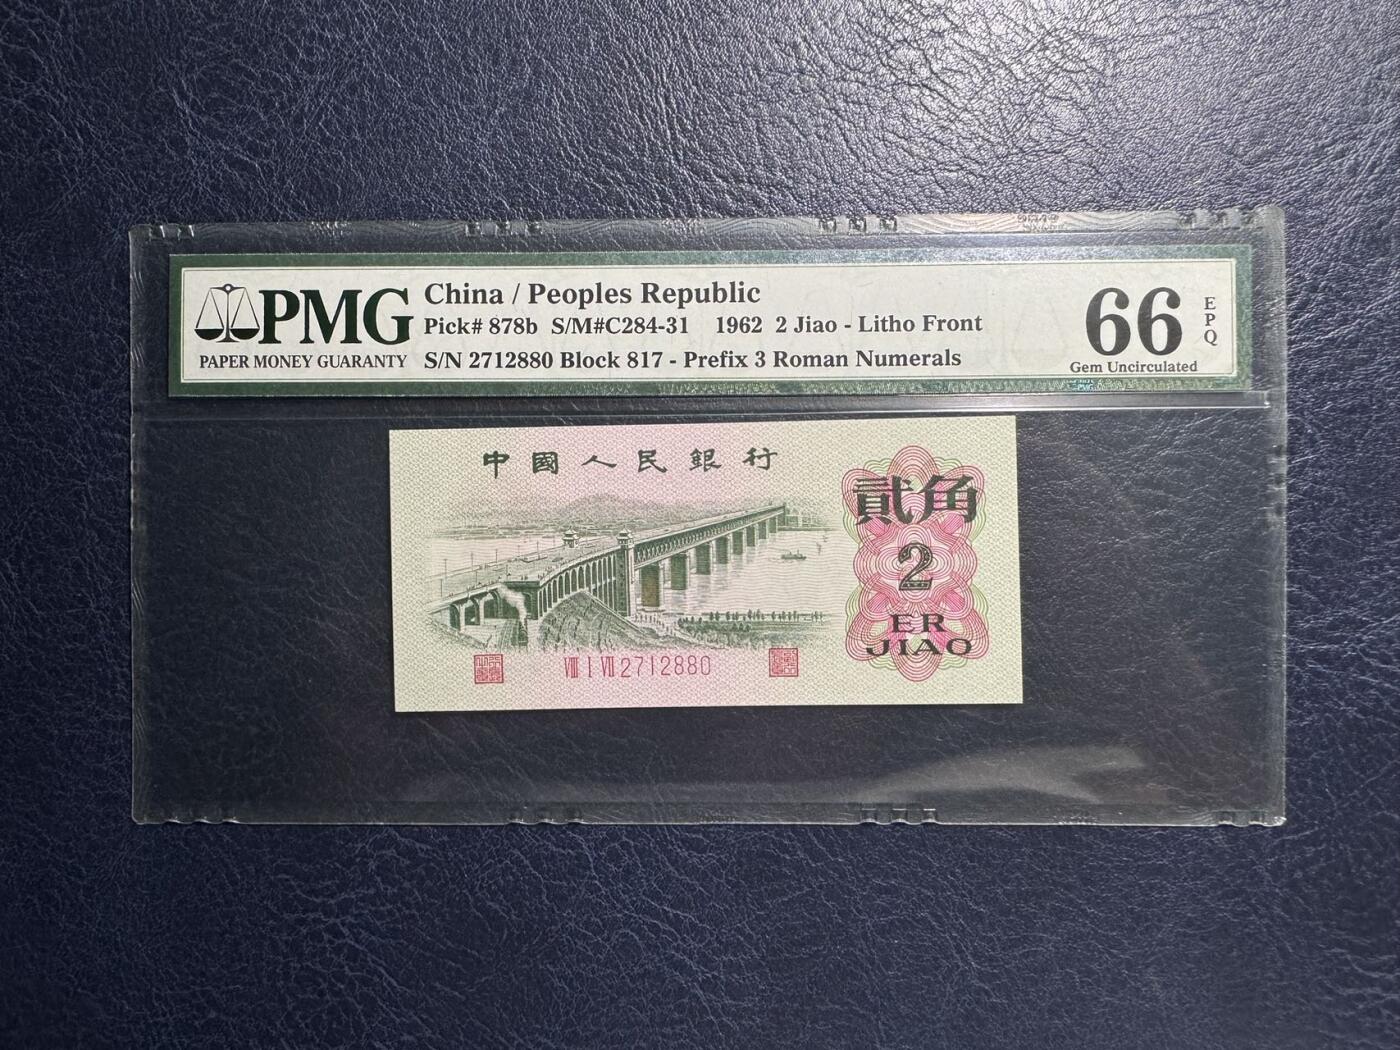 PMG
PAPER MONEY GUARANTY
China / Peoples Republic
Pick# 878b S/M#C284-31 1962 2 Jiao - Litho Front
S/N 2712880 Block 817 - Prefix 3 Roman Numerals
66
EPQ
Gem Uncirculated
中國人民銀行
貳角
2
ER
JIAO
Ⅷ Ⅰ Ⅶ 2712880